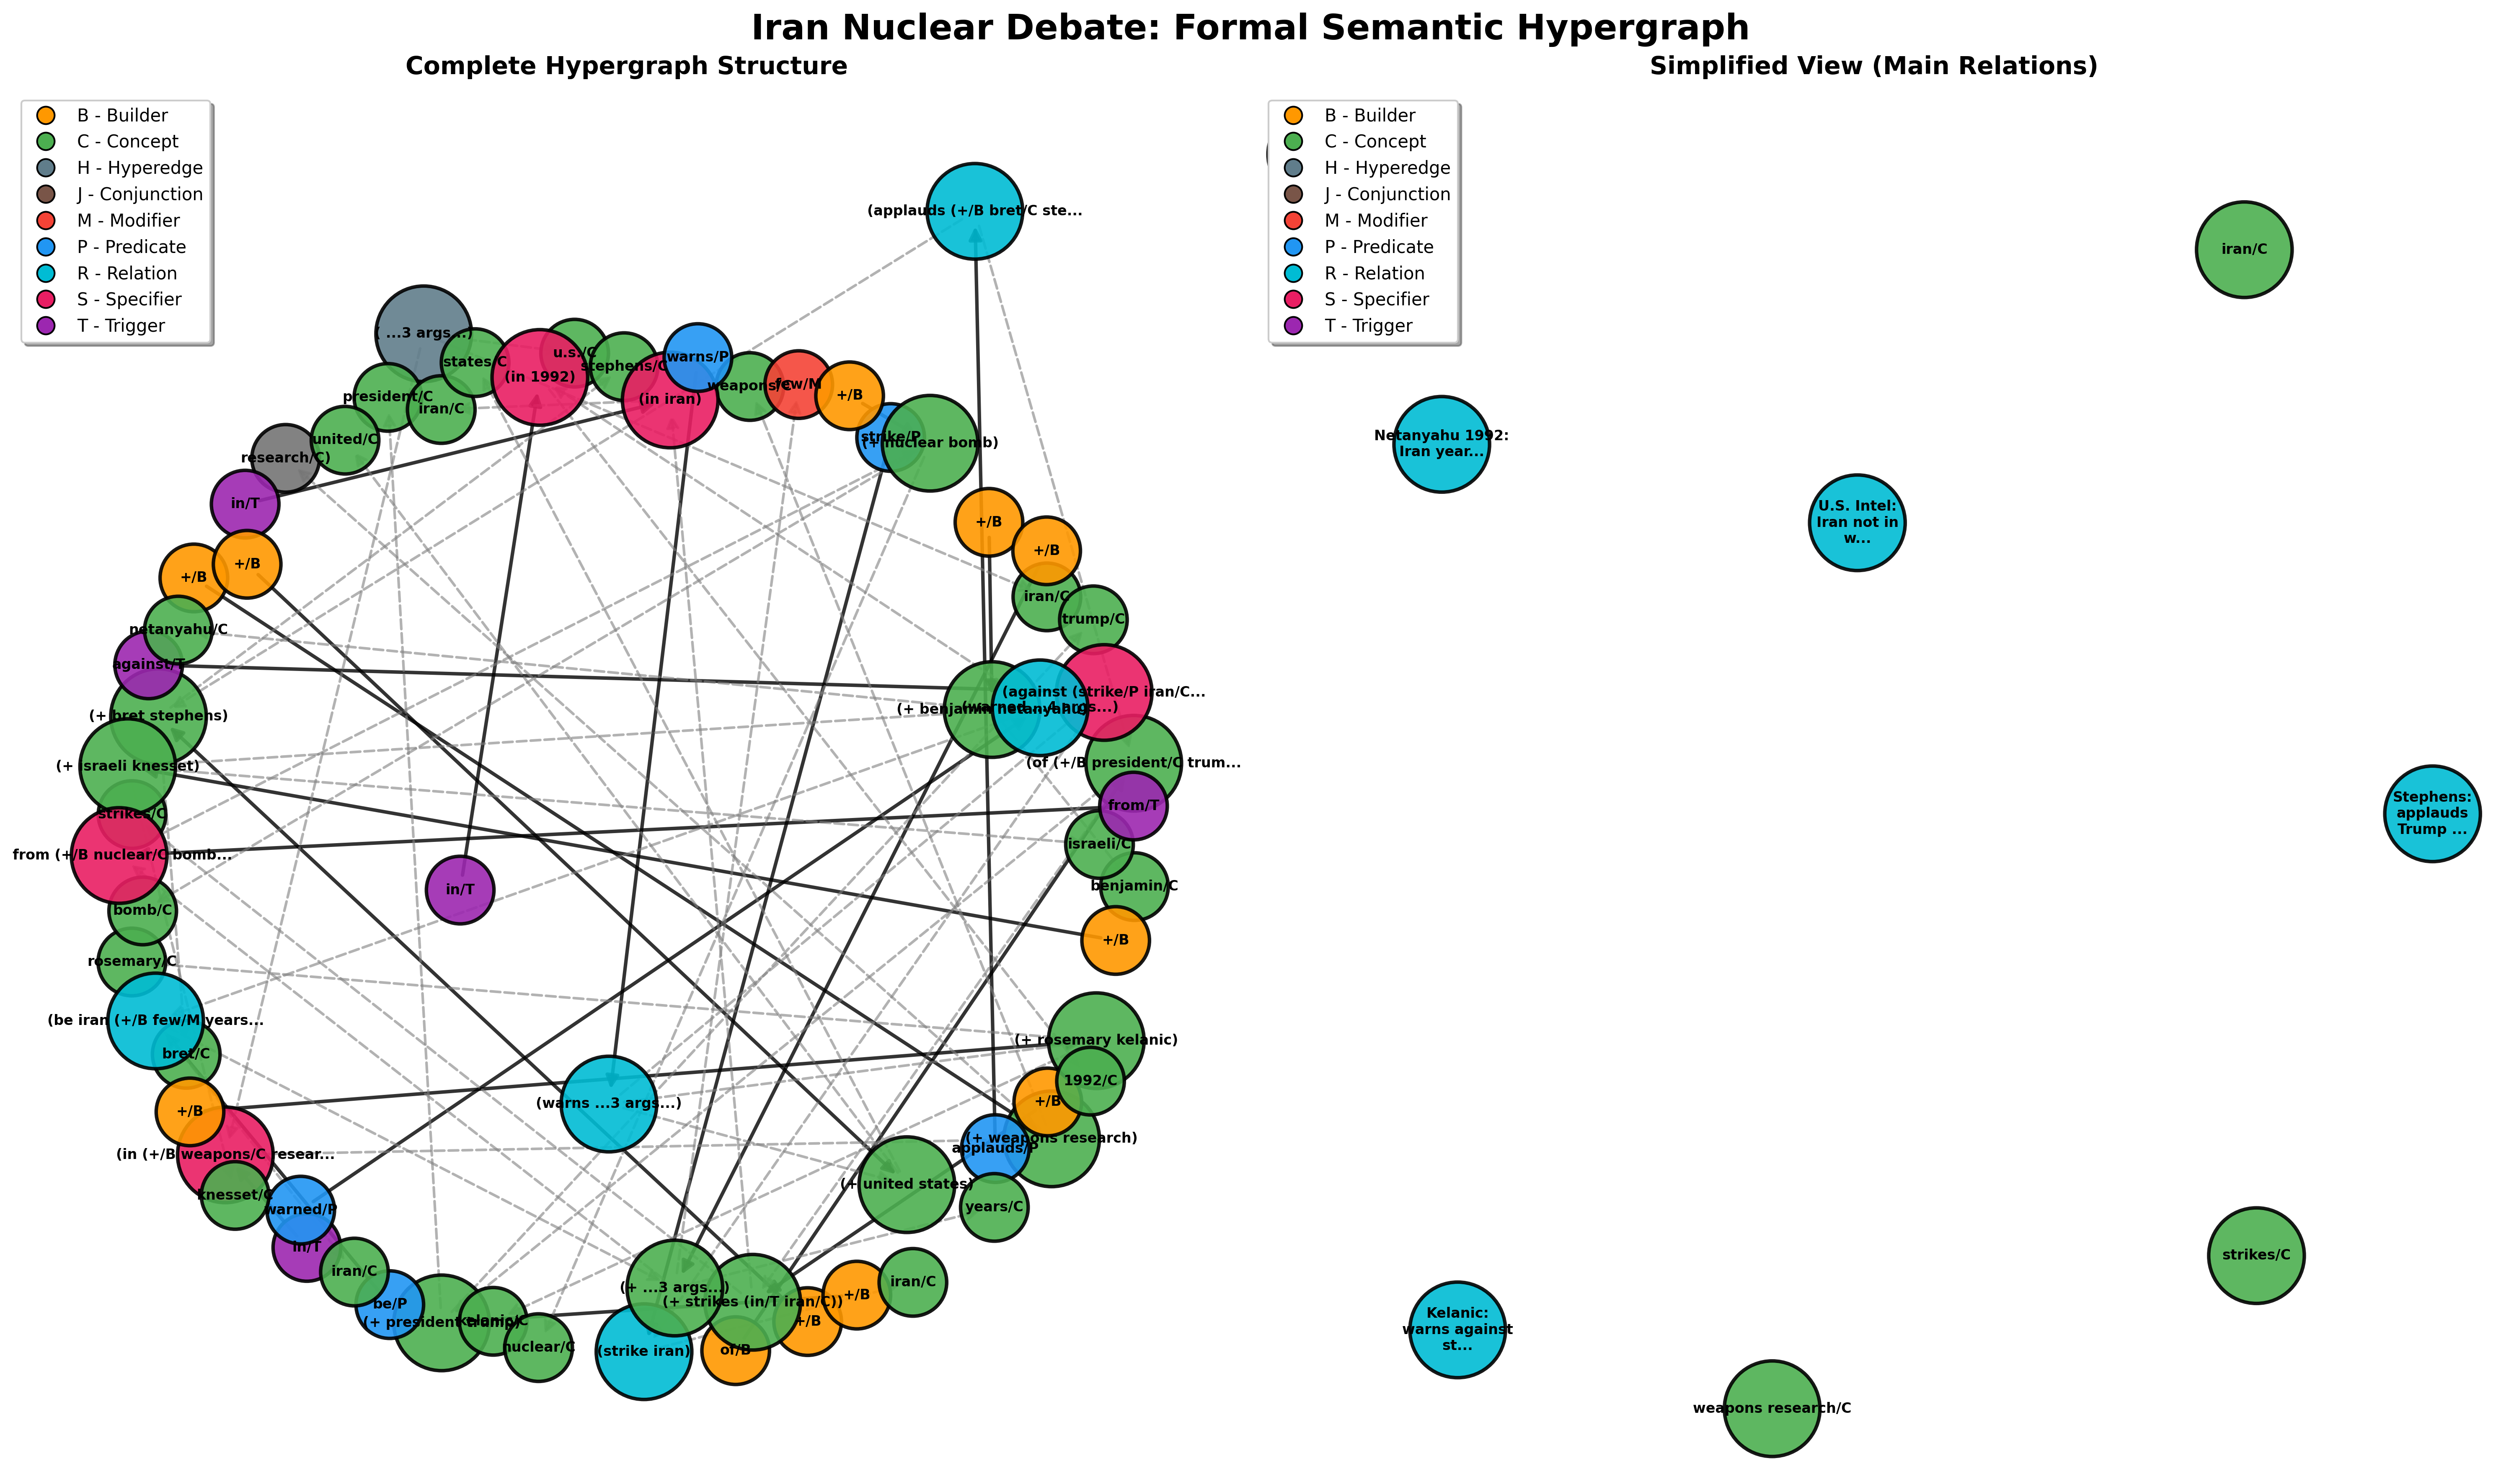 Iran Nuclear Debate: Formal Semantic Hypergraph
Complete Hypergraph Structure
B - Builder
C - Concept
H - Hyperedge
J - Conjunction
M - Modifier
P - Predicate
R - Relation
S - Specifier
T - Trigger
(applauds (+/B bret/C ste...
...3 args...)
states/C
(in 1992)
u.s./C
stephens/C
(in iran)
warns/P
weapons/C
few/M
+/B
president/C
iran/C
united/C
research/C)
strike/P
(+ nuclear bomb)
in/T
+/B
+/B
+/B
+/B
iran/C
trump/C
netanyahu/C
against/T
(against (strike/P iran/C...
(+ benjamin netanyahu)
(warned ...4 args...)
(+ bret stephens)
(+ israeli knesset)
(of (+/B president/C trum...
from/T
strikes/C
israeli/C
from (+/B nuclear/C bomb...
in/T
benjamin/C
bomb/C
+/B
rosemary/C
(be iran (+/B few/M years...
(+ rosemary kelanic)
bret/C
1992/C
+/B
(warns ...3 args...)
+/B
(+ weapons research)
applauds/P
(in (+/B weapons/C resear...
(+ united states)
knesset/C
years/C
warned/P
in/T
iran/C
iran/C
(+ ...3 args...)
(+ strikes (in/T iran/C))
+/B
be/P
(+ president trump)
kelanic/C
+/B
nuclear/C
(strike iran)
of/B
Simplified View (Main Relations)
B - Builder
C - Concept
H - Hyperedge
J - Conjunction
M - Modifier
P - Predicate
R - Relation
S - Specifier
T - Trigger
iran/C
Netanyahu 1992:
Iran year...
U.S. Intel:
Iran not in
w...
Stephens:
applauds
Trump ...
strikes/C
Kelanic:
warns against
st...
weapons research/C